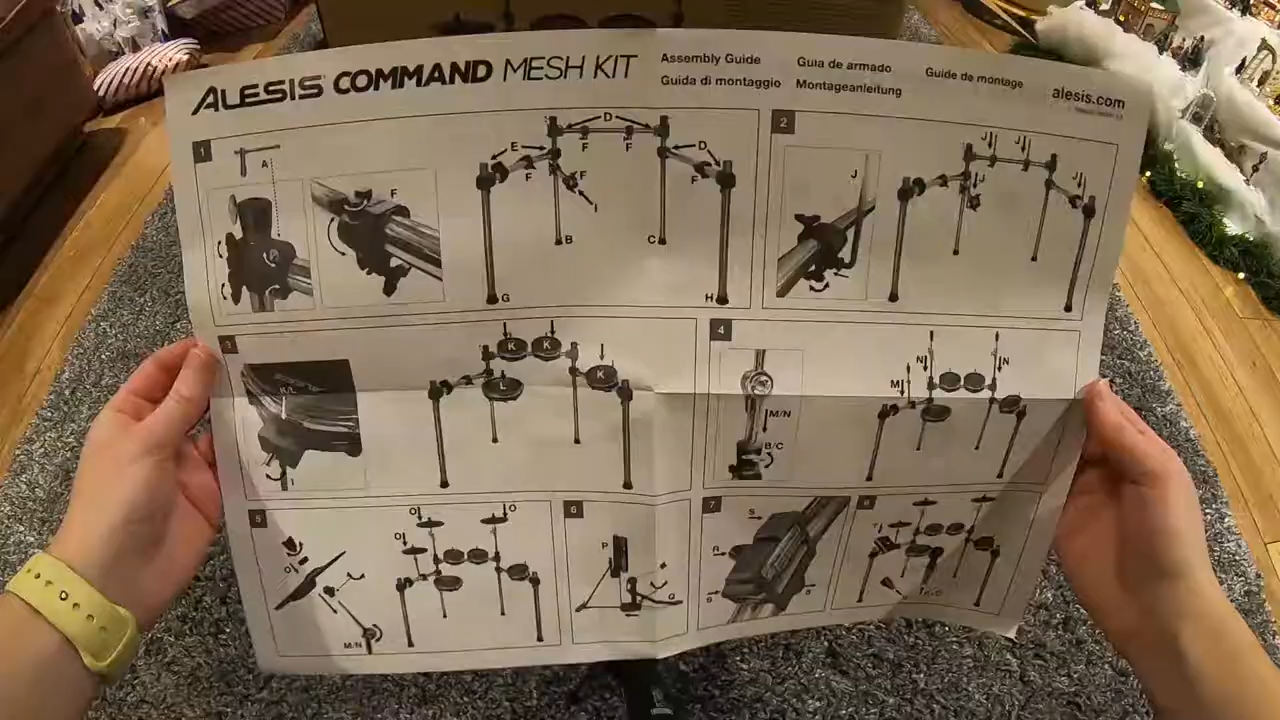 ALESIS COMMAND MESH KIT
Assembly Guide
Guía de armado
Guide de montage
Guida di montaggio
Montageanleitung
alesis.com
1
A
F
D
E
F
F
D
F
F
F
I
B
C
G
H
2
J
J
J
J
J
3
K/L
I
K
K
K
L
4
M/N
B/C
N
N
M
5
O
M/N
O
O
O
6
P
Q
7
S
R
S
8